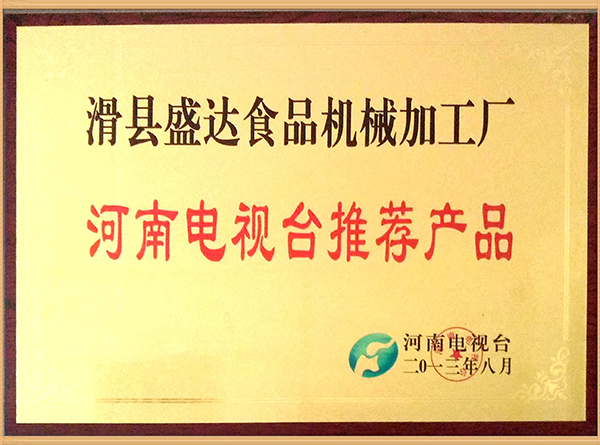 滑县盛达食品机械加工厂
河南电视台推荐产品
河南电视台
二0一三年八月